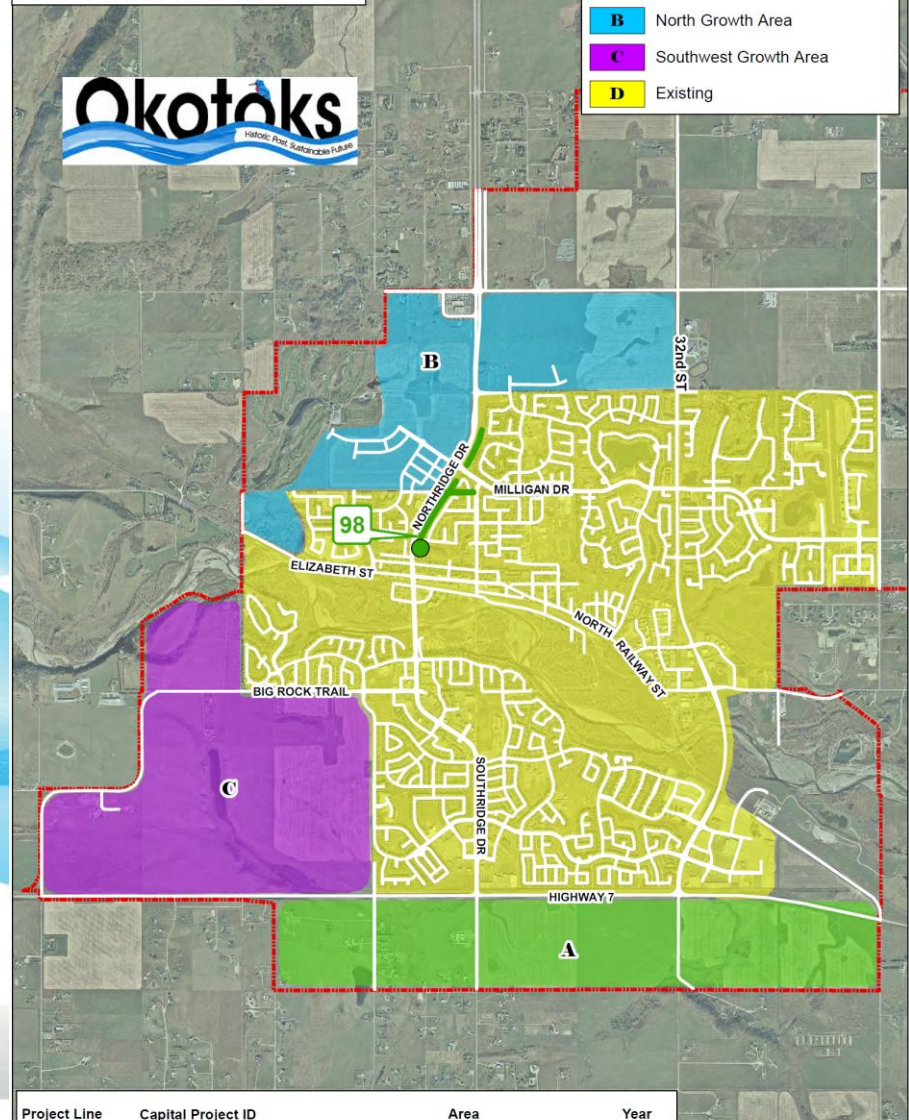 B North Growth Area
C Southwest Growth Area
D Existing
Okotoks
Historic Past, Sustainable Future.
B
32nd ST
NORTHRIDGE DR
MILLIGAN DR
98
ELIZABETH ST
NORTH RAILWAY ST
BIG ROCK TRAIL
C
SOUTHRIDGE DR
HIGHWAY 7
A
Project Line Capital Project ID Area Year